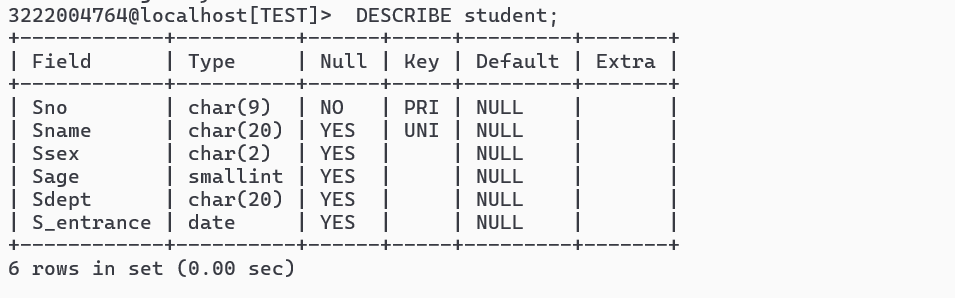 3222004764@localhost[TEST]>  DESCRIBE student;
+------------+----------+------+-----+---------+-------+
| Field      | Type     | Null | Key | Default | Extra |
+------------+----------+------+-----+---------+-------+
| Sno        | char(9)  | NO   | PRI | NULL    |       |
| Sname      | char(20) | YES  | UNI | NULL    |       |
| Ssex       | char(2)  | YES  |     | NULL    |       |
| Sage       | smallint | YES  |     | NULL    |       |
| Sdept      | char(20) | YES  |     | NULL    |       |
| S_entrance | date     | YES  |     | NULL    |       |
+------------+----------+------+-----+---------+-------+
6 rows in set (0.00 sec)